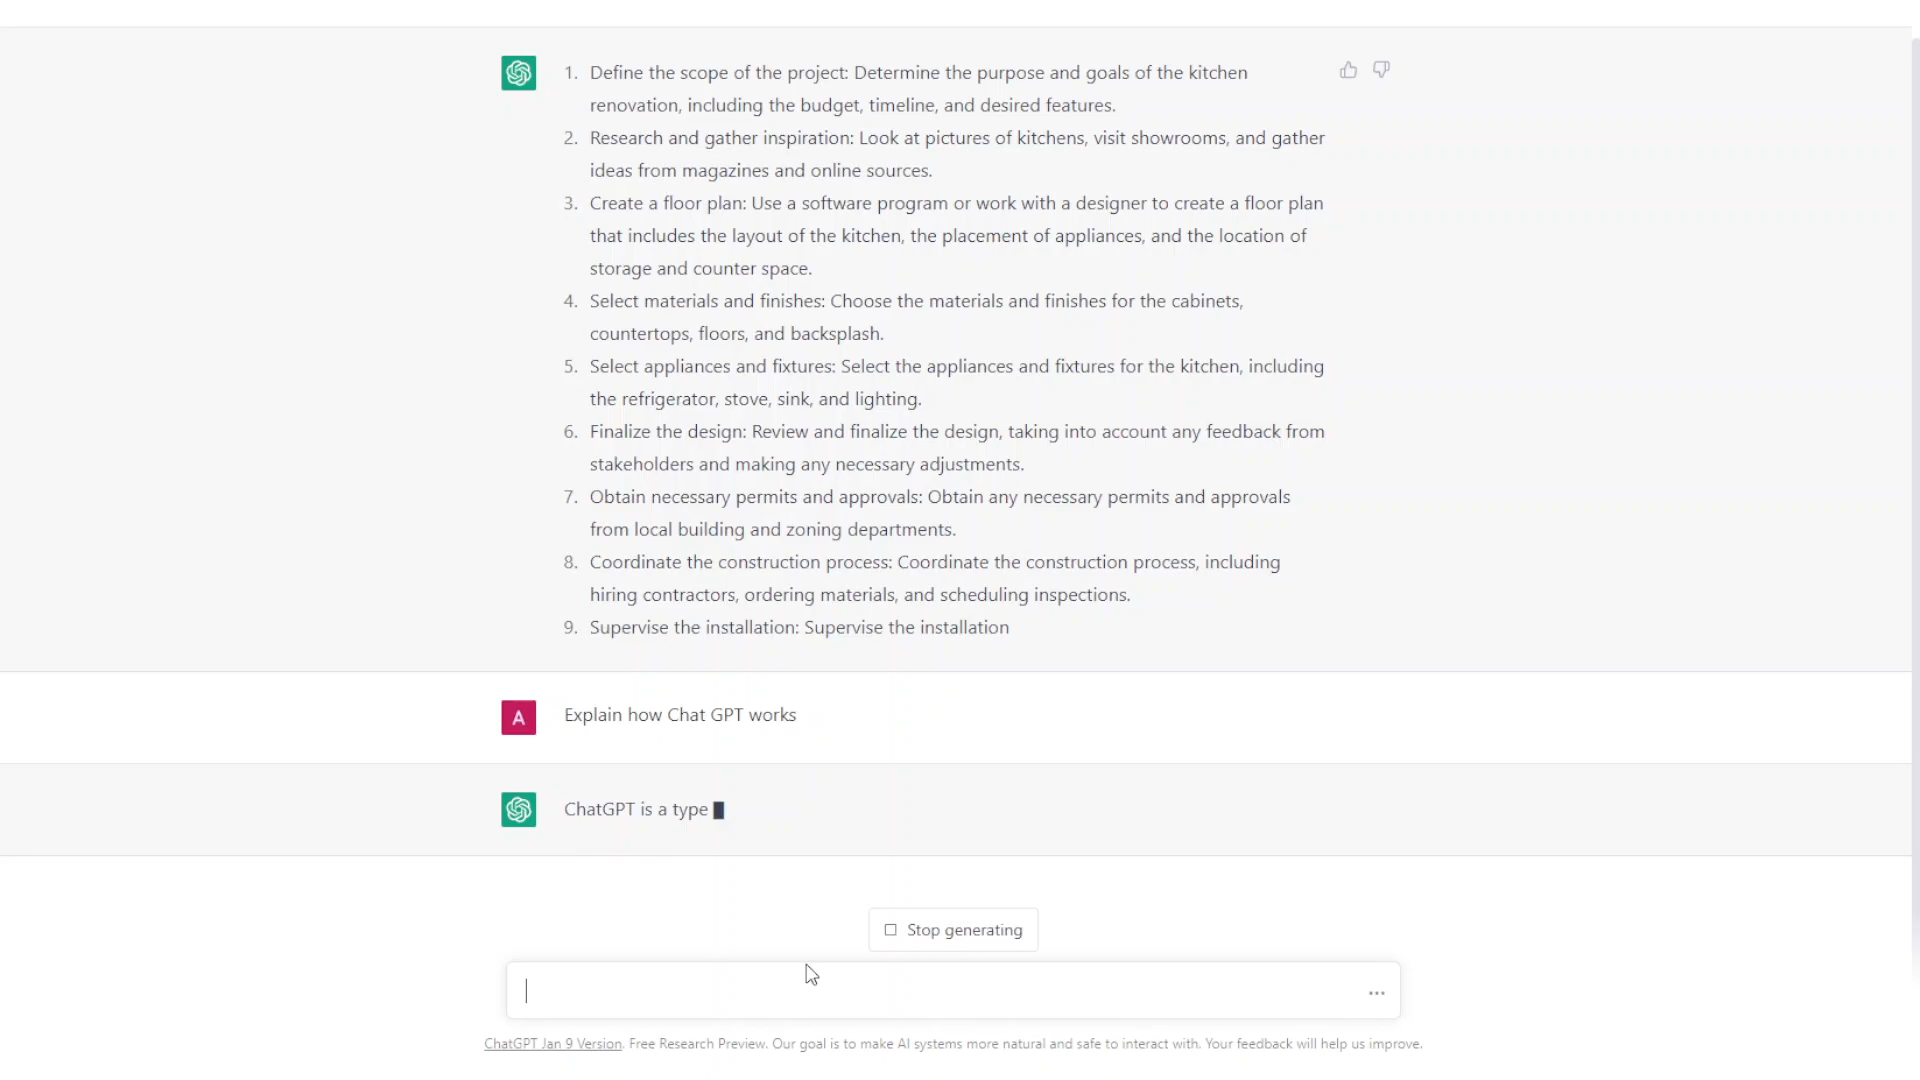 1. Define the scope of the project: Determine the purpose and goals of the kitchen
renovation, including the budget, timeline, and desired features.
2. Research and gather inspiration: Look at pictures of kitchens, visit showrooms, and gather
ideas from magazines and online sources.
3. Create a floor plan: Use a software program or work with a designer to create a floor plan
that includes the layout of the kitchen, the placement of appliances, and the location of
storage and counter space.
4. Select materials and finishes: Choose the materials and finishes for the cabinets,
countertops, floors, and backsplash.
5. Select appliances and fixtures: Select the appliances and fixtures for the kitchen, including
the refrigerator, stove, sink, and lighting.
6. Finalize the design: Review and finalize the design, taking into account any feedback from
stakeholders and making any necessary adjustments.
7. Obtain necessary permits and approvals: Obtain any necessary permits and approvals
from local building and zoning departments.
8. Coordinate the construction process: Coordinate the construction process, including
hiring contractors, ordering materials, and scheduling inspections.
9. Supervise the installation: Supervise the installation
A Explain how Chat GPT works
ChatGPT is a type
Stop generating
ChatGPT Jan 9 Version. Free Research Preview. Our goal is to make AI systems more natural and safe to interact with. Your feedback will help us improve.